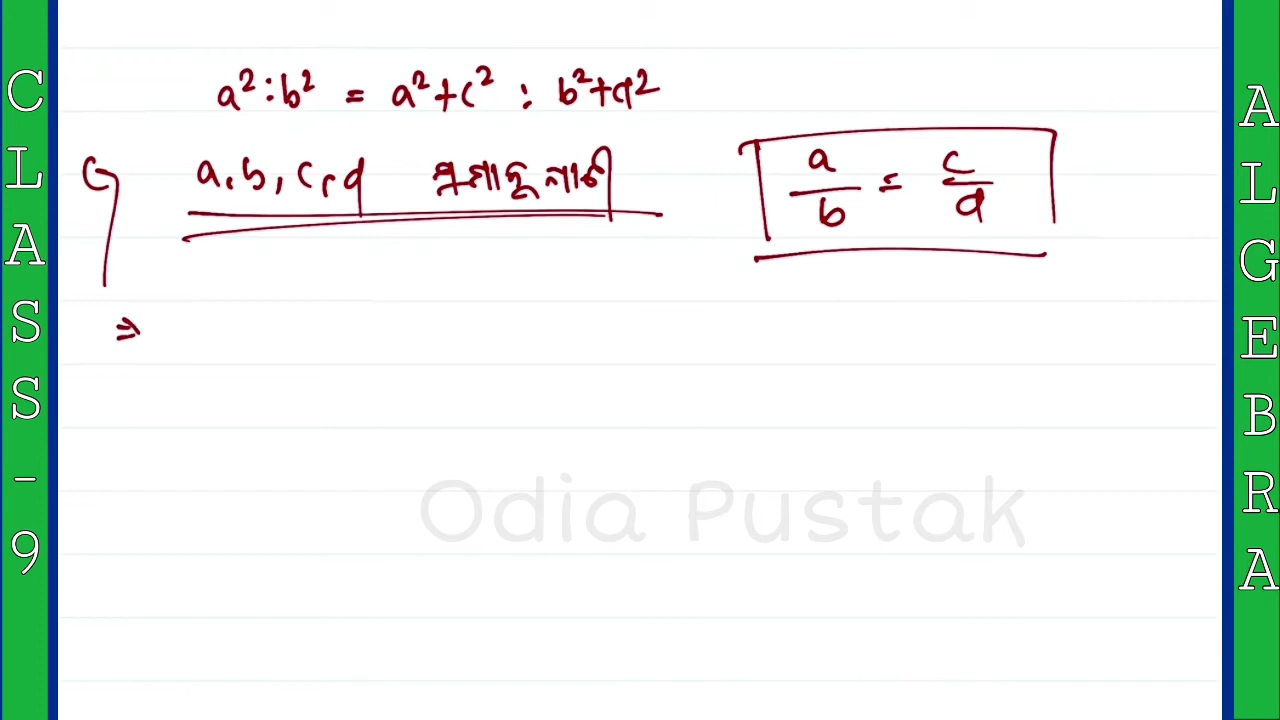 CLASS-9
a²:b² = a²+c² : b²+d²
a, b, c, d ସମାନୁପାତୀ
a/b = c/d
⇒
Odia Pustak
ALGEBRA